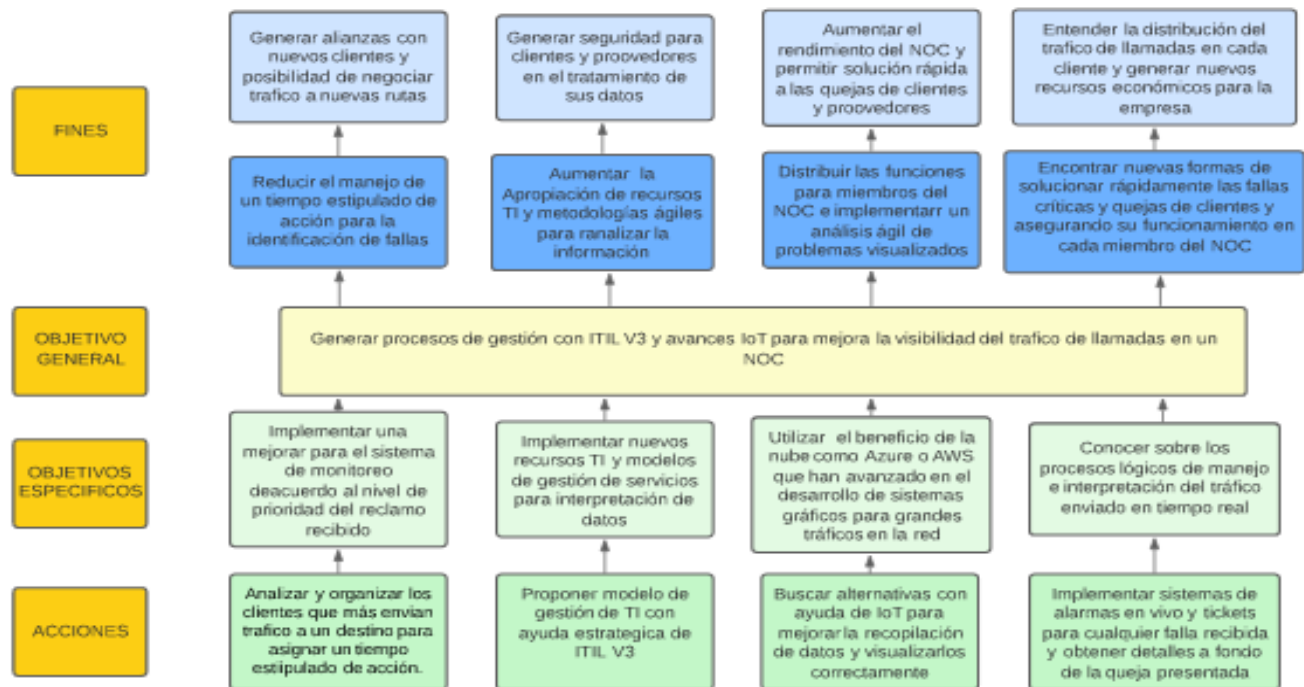 Generar alianzas con
nuevos clientes y
posibilidad de negociar
trafico a nuevas rutas
Generar seguridad para
clientes y proovedores
en el tratamiento de
sus datos
Aumentar el
rendimiento del NOC y
permitir solución rápida
a las quejas de clientes
y proovedores
Entender la distribución del
trafico de llamadas en cada
cliente y generar nuevos
recursos económicos para la
empresa
FINES
Reducir el manejo de
un tiempo estipulado de
acción para la
identificación de fallas
Aumentar la
Apropiación de recursos
TI y metodologías ágiles
para ranalizar la
información
Distribuir las funciones
para miembros del
NOC e implementarr un
análisis ágil de
problemas visualizados
Encontrar nuevas formas de
solucionar rápidamente las fallas
críticas y quejas de clientes y
asegurando su funcionamiento en
cada miembro del NOC
OBJETIVO
GENERAL
Generar procesos de gestión con ITIL V3 y avances IoT para mejora la visibilidad del trafico de llamadas en un
NOC
OBJETIVOS
ESPECIFICOS
Implementar una
mejorar para el sistema
de monitoreo
deacuerdo al nivel de
prioridad del reclamo
recibido
Implementar nuevos
recursos TI y modelos
de gestión de servicios
para interpretación de
datos
Utilizar el beneficio de la
nube como Azure o AWS
que han avanzado en el
desarrollo de sistemas
gráficos para grandes
tráficos en la red
Conocer sobre los
procesos lógicos de manejo
e interpretación del tráfico
enviado en tiempo real
ACCIONES
Analizar y organizar los
clientes que más envian
trafico a un destino para
asignar un tiempo
estiipulado de acción.
Proponer modelo de
gestión de TI con
ayuda estrategica de
ITIL V3
Buscar alternativas con
ayuda de IoT para
mejorar la recopilación
de datos y visualizarlos
correctamente
Implementar sistemas de
alarmas en vivo y tickets
para cualquier falla recibida
y obtener detalles a fondo
de la queja presentada